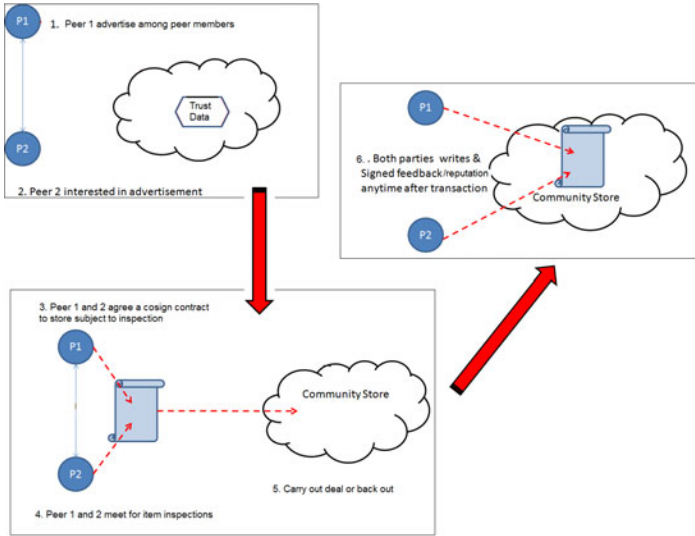 P1
1. Peer 1 advertise among peer members
Trust
Data
P2
2. Peer 2 interested in advertisement
3. Peer 1 and 2 agree a cosign contract
to store subject to inspection
P1
Community Store
P2
5. Carry out deal or back out
4. Peer 1 and 2 meet for item inspections
P1
6. . Both parties writes &
Signed feedback/reputation
anytime after transaction
Community Store
P2